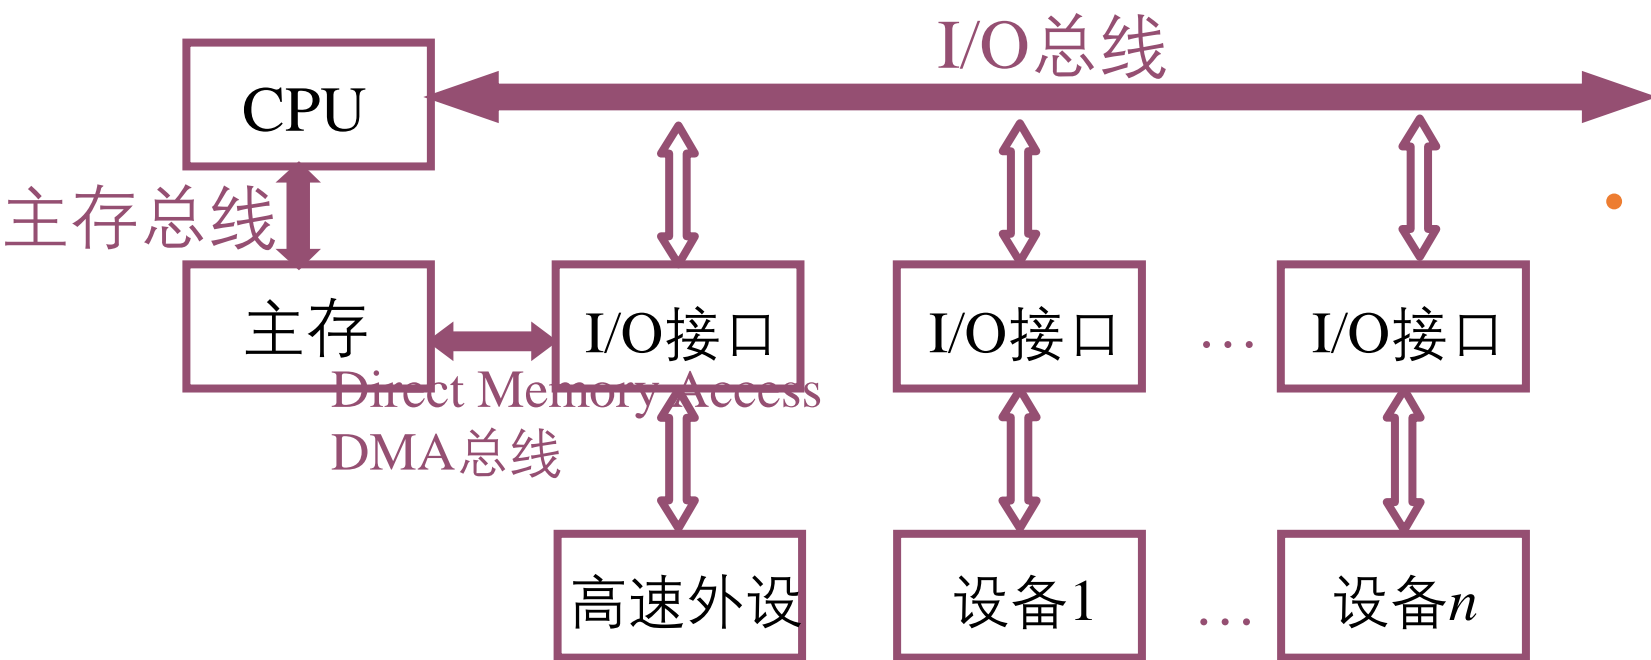 I/O总线
CPU
主存总线
主存
I/O接口
I/O接口
…
I/O接口
Direct Memory Access
DMA总线
高速外设
设备1
…
设备n